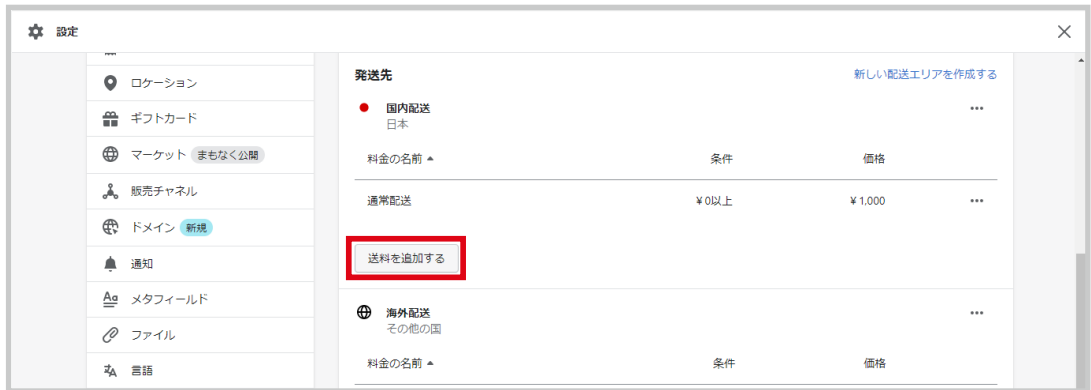 設定
ロケーション
ギフトカード
マーケット まもなく公開
販売チャネル
ドメイン 新規
通知
Aa メタフィールド
ファイル
言語
発送先 新しい配送エリアを作成する
国内配送
日本
料金の名前 条件 価格
通常配送 ¥0以上 ¥1,000
送料を追加する
海外配送
その他の国
料金の名前 条件 価格